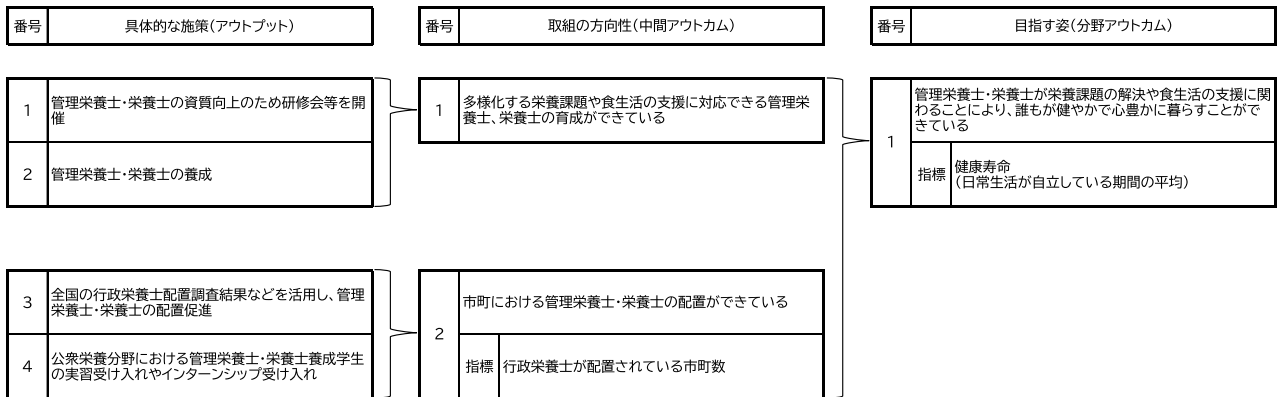 番号
具体的な施策（アウトプット）
番号
取組の方向性（中間アウトカム）
番号
目指す姿（分野アウトカム）
1
管理栄養士・栄養士の資質向上のため研修会等を開
催
2
管理栄養士・栄養士の養成
1
多様化する栄養課題や食生活の支援に対応できる管理栄
養士、栄養士の育成ができている
1
管理栄養士・栄養士が栄養課題の解決や食生活の支援に関
わることにより、誰もが健やかで心豊かに暮らすことがで
きている
指標
健康寿命
（日常生活が自立している期間の平均）
3
全国の行政栄養士配置調査結果などを活用し、管理
栄養士・栄養士の配置促進
4
公衆栄養分野における管理栄養士・栄養士養成学生
の実習受け入れやインターンシップ受け入れ
2
市町における管理栄養士・栄養士の配置ができている
指標
行政栄養士が配置されている市町数